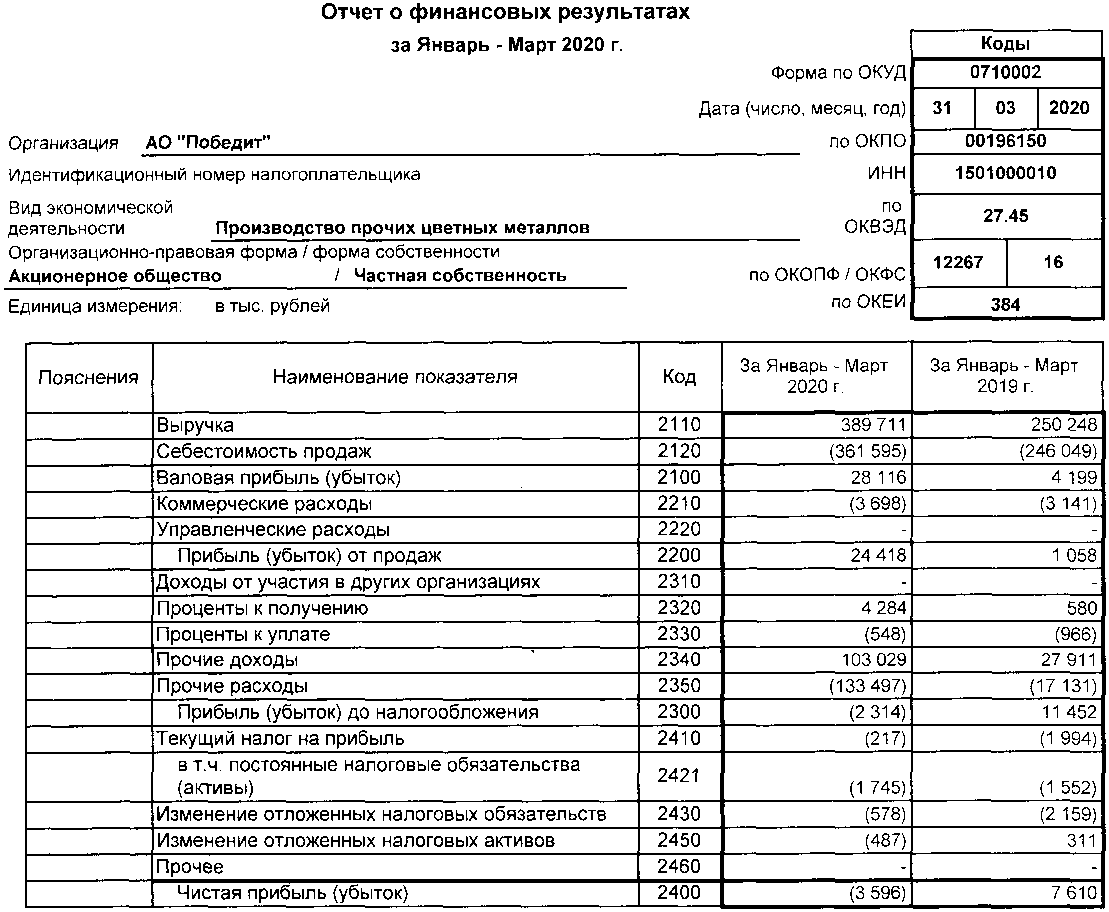 Отчет о финансовых результатах
за Январь - Март 2020 г.
Коды
Форма по ОКУД 0710002
Дата (число, месяц, год) 31 03 2020
Организация АО "Победит" по ОКПО 00196150
Идентификационный номер налогоплательщика ИНН 1501000010
Вид экономической
деятельности Производство прочих цветных металлов
по
ОКВЭД 27.45
Организационно-правовая форма / форма собственности
Акционерное общество / Частная собственность по ОКОПФ / ОКФС 12267 16
Единица измерения: в тыс. рублей по ОКЕИ 384
Пояснения Наименование показателя Код За Январь - Март 2020 г. За Январь - Март 2019 г.
Выручка 2110 389 711 250 248
Себестоимость продаж 2120 (361 595) (246 049)
Валовая прибыль (убыток) 2100 28 116 4 199
Коммерческие расходы 2210 (3 698) (3 141)
Управленческие расходы 2220 - -
Прибыль (убыток) от продаж 2200 24 418 1 058
Доходы от участия в других организациях 2310 - -
Проценты к получению 2320 4 284 580
Проценты к уплате 2330 (548) (966)
Прочие доходы 2340 103 029 27 911
Прочие расходы 2350 (133 497) (17 131)
Прибыль (убыток) до налогообложения 2300 (2 314) 11 452
Текущий налог на прибыль 2410 (217) (1 994)
в т.ч. постоянные налоговые обязательства
(активы) 2421 (1 745) (1 552)
Изменение отложенных налоговых обязательств 2430 (578) (2 159)
Изменение отложенных налоговых активов 2450 (487) 311
Прочее 2460 - -
Чистая прибыль (убыток) 2400 (3 596) 7 610